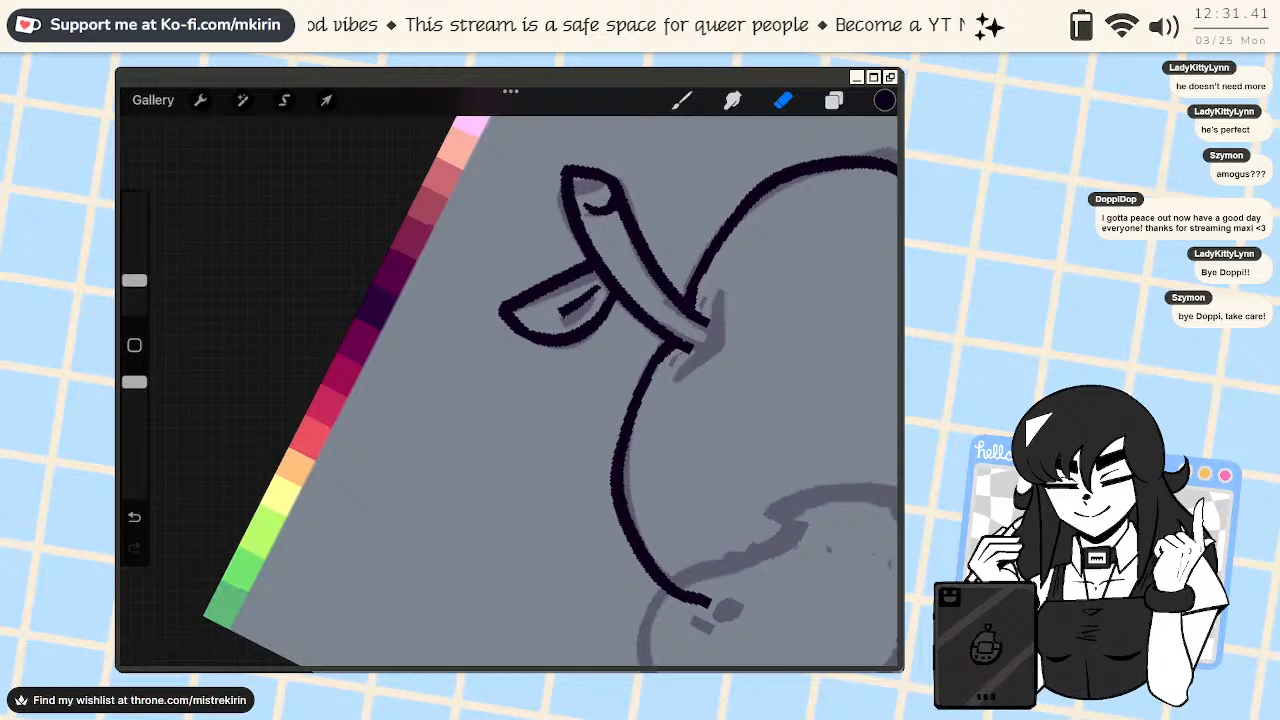 Support me at Ko-fi.com/mkirin
od vibes ◆ This stream is a safe space for queer people ◆ Become a YT
12:31.41
03/25 Mon
Gallery
LadyKittyLynn
he doesn't need more
LadyKittyLynn
he's perfect
Szymon
amogus???
DoppiDop
I gotta peace out now have a good day
everyone! thanks for streaming maxi <3
LadyKittyLynn
Bye Doppi!!
Szymon
bye Doppi, take care!
hello
Find my wishlist at throne.com/mistrekirin